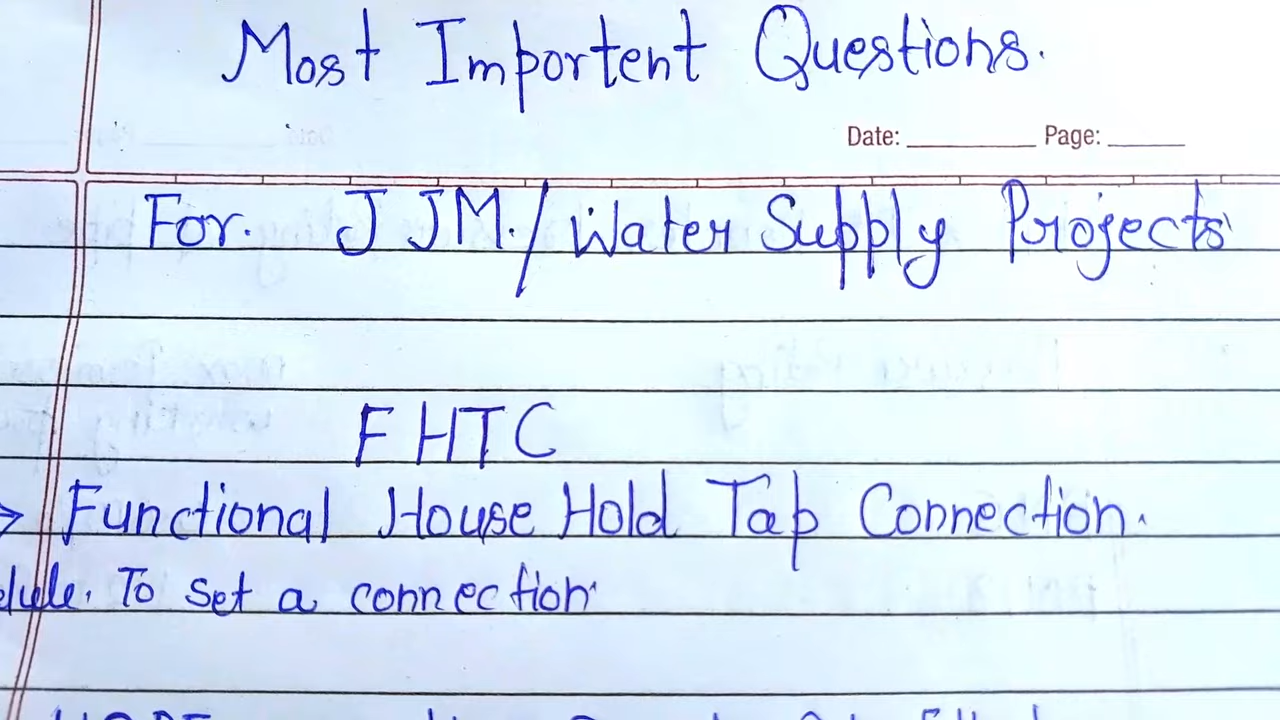 Most Importent Questions.
Date: Page:
For. JJM./Water Supply Projects
FHTC
→ Functional House Hold Tap Connection.
To set a connection